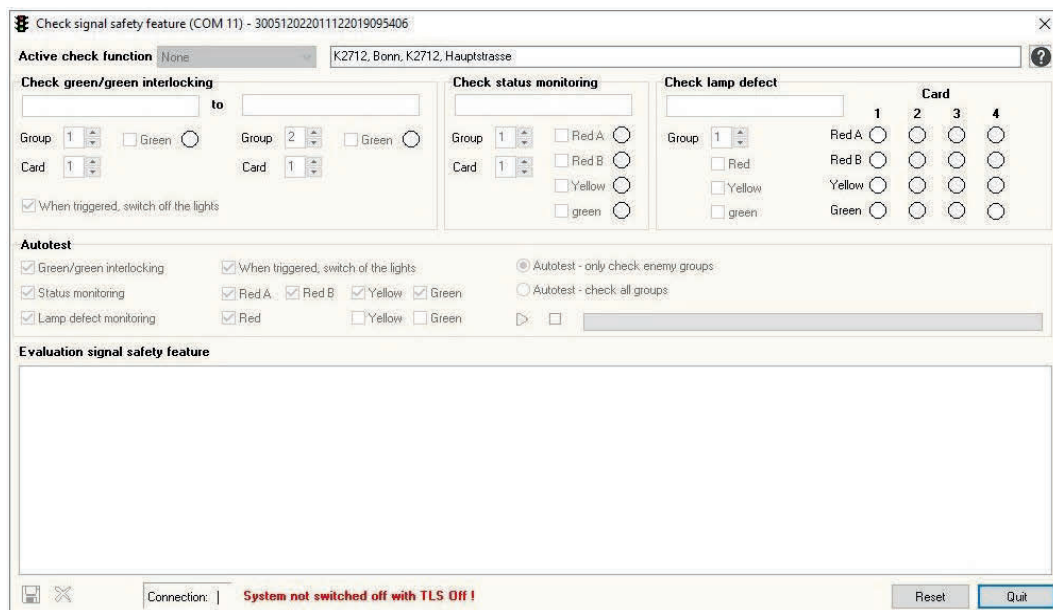 Check signal safety feature (COM 11) - 300512022011122019095406
Active check function None K2712, Bonn, K2712, Hauptstrasse
Check green/green interlocking
to
Group 1 Green Group 2 Green
Card 1 Card 1
When triggered, switch off the lights
Check status monitoring
Group 1 Red A
Card 1 Red B
Yellow
green
Check lamp defect
Card
1 2 3 4
Group 1 Red A
Red Red B
Yellow Yellow
green Green
Autotest
Green/green interlocking When triggered, switch of the lights Autotest - only check enemy groups
Status monitoring Red A Red B Yellow Green Autotest - check all groups
Lamp defect monitoring Red Yellow Green
Evaluation signal safety feature
Connection: System not switched off with TLS Off !
Reset Quit